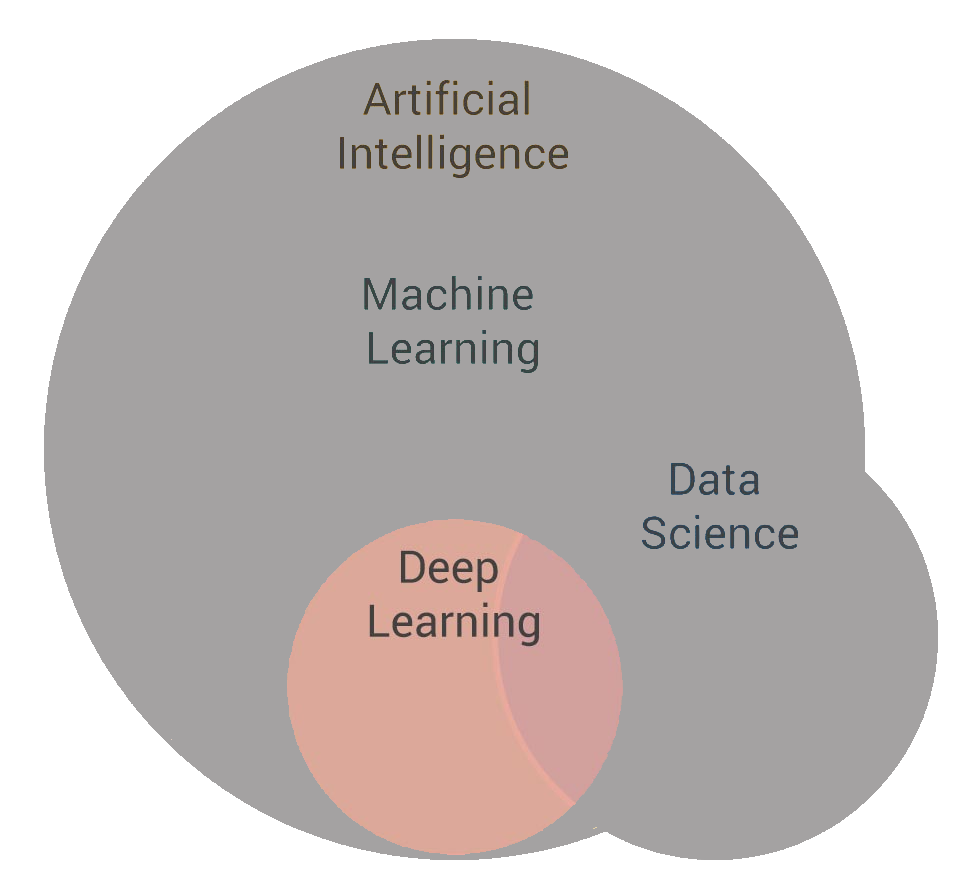 Artificial
Intelligence
Machine
Learning
Data
Science
Deep
Learning